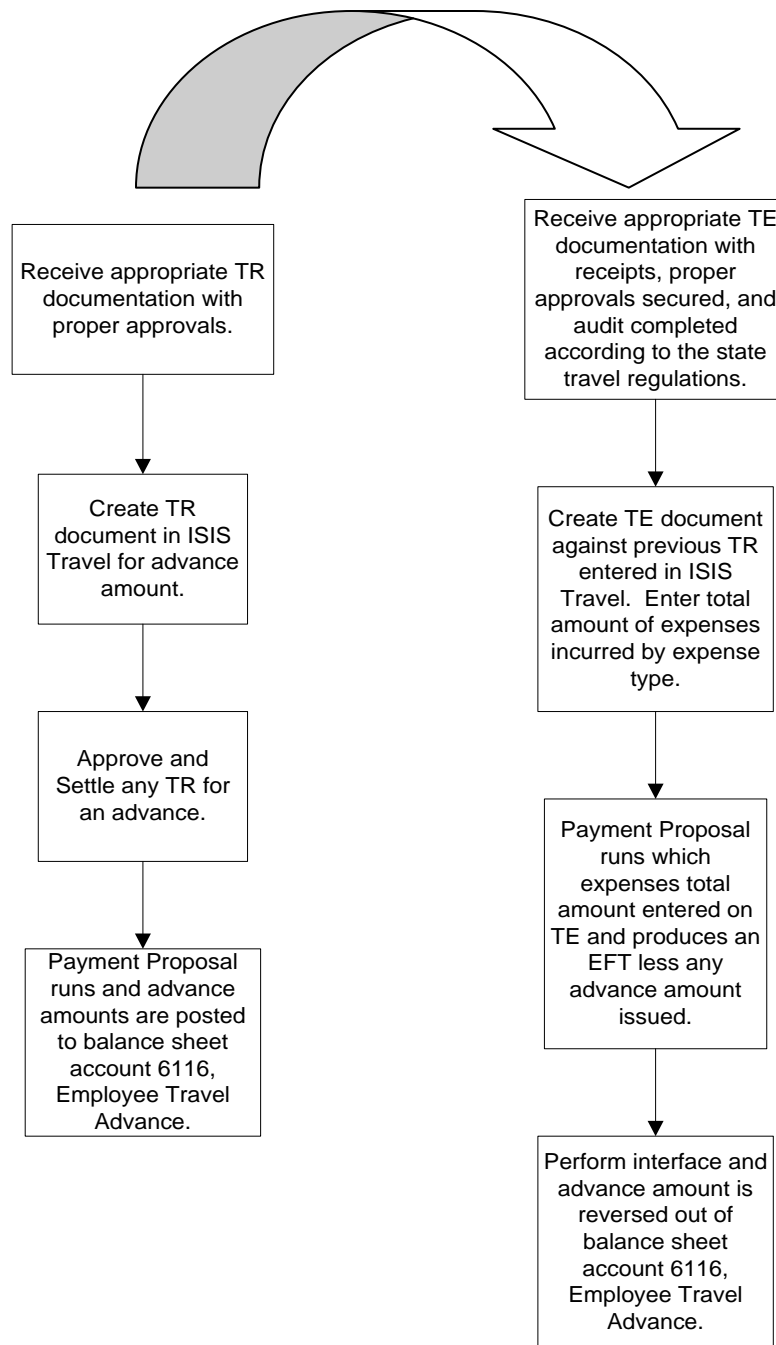 Receive appropriate TR
documentation with
proper approvals.
Create TR
document in ISIS
Travel for advance
amount.
Approve and
Settle any TR for
an advance.
Payment Proposal
runs and advance
amounts are posted
to balance sheet
account 6116,
Employee Travel
Advance.
Receive appropriate TE
documentation with
receipts, proper
approvals secured, and
audit completed
according to the state
travel regulations.
Create TE document
against previous TR
entered in ISIS
Travel.  Enter total
amount of expenses
incurred by expense
type.
Payment Proposal
runs which
expenses total
amount entered on
TE and produces an
EFT less any
advance amount
issued.
Perform interface and
advance amount is
reversed out of
balance sheet
account 6116,
Employee Travel
Advance.